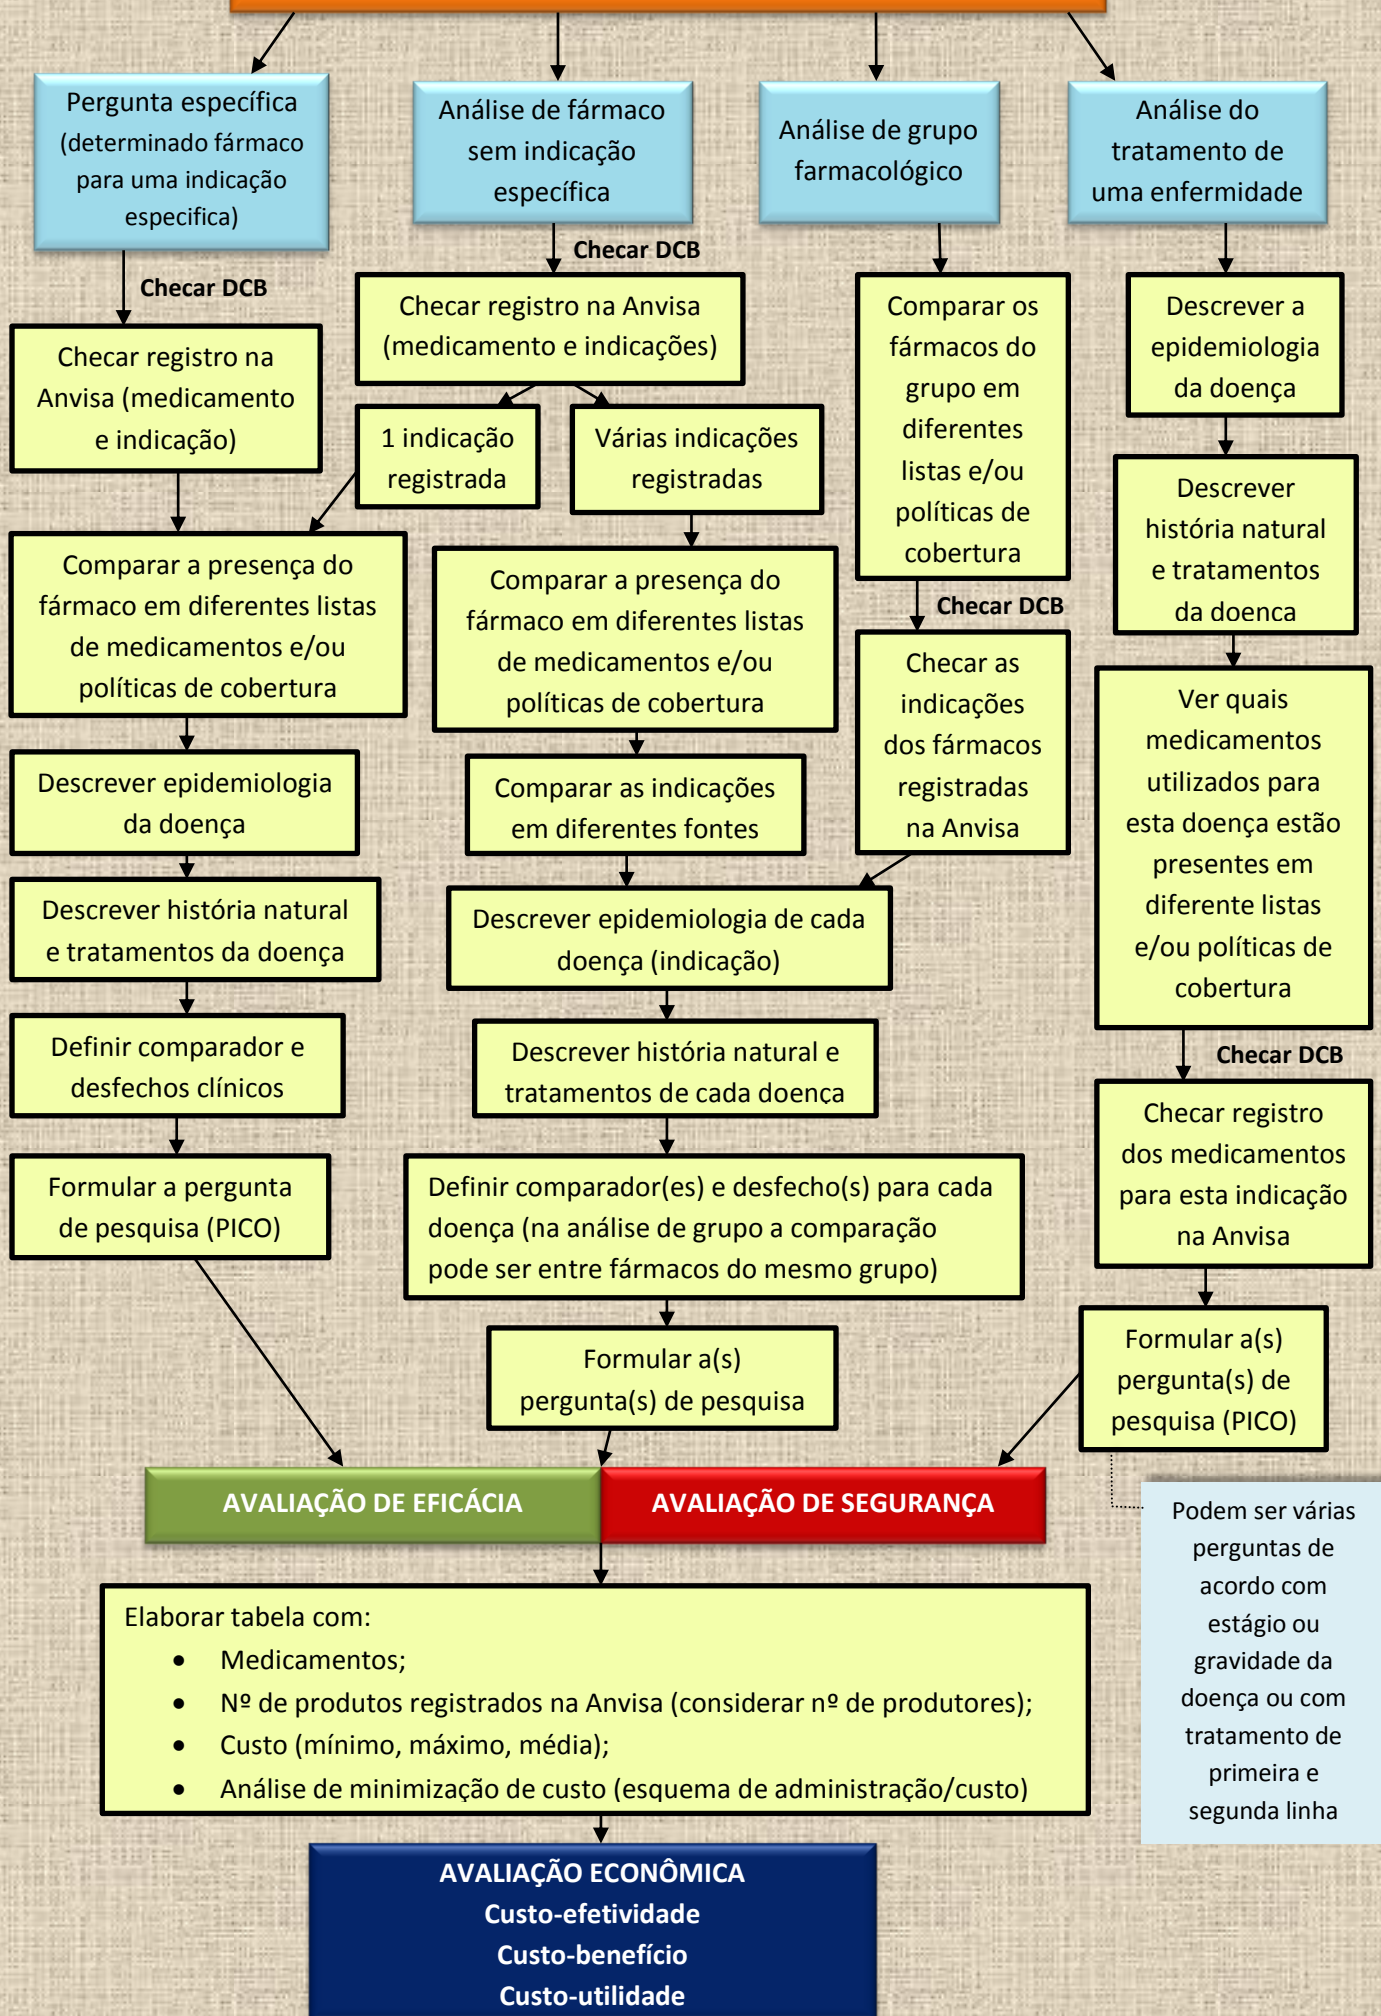 Pergunta específica
(determinado fármaco
para uma indicação
especifica)
Análise de fármaco
sem indicação
específica
Análise de grupo
farmacológico
Análise do
tratamento de
uma enfermidade
Checar DCB
Checar registro na
Anvisa (medicamento
e indicação)
Checar DCB
Checar registro na Anvisa
(medicamento e indicações)
1 indicação
registrada
Várias indicações
registradas
Comparar os
fármacos do
grupo em
diferentes
listas e/ou
políticas de
cobertura
Descrever a
epidemiologia
da doença
Descrever
história natural
e tratamentos
da doenca
Comparar a presença do
fármaco em diferentes listas
de medicamentos e/ou
políticas de cobertura
Comparar a presença do
fármaco em diferentes listas
de medicamentos e/ou
políticas de cobertura
Checar DCB
Checar as
indicações
dos fármacos
registradas
na Anvisa
Ver quais
medicamentos
utilizados para
esta doença estão
presentes em
diferente listas
e/ou políticas de
cobertura
Descrever epidemiologia
da doença
Comparar as indicações
em diferentes fontes
Descrever história natural
e tratamentos da doença
Descrever epidemiologia de cada
doença (indicação)
Definir comparador e
desfechos clínicos
Descrever história natural e
tratamentos de cada doença
Checar DCB
Checar registro
dos medicamentos
para esta indicação
na Anvisa
Formular a pergunta
de pesquisa (PICO)
Definir comparador(es) e desfecho(s) para cada
doença (na análise de grupo a comparação
pode ser entre fármacos do mesmo grupo)
Formular a(s)
pergunta(s) de pesquisa
Formular a(s)
pergunta(s) de
pesquisa (PICO)
AVALIAÇÃO DE EFICÁCIA
AVALIAÇÃO DE SEGURANÇA
Podem ser várias
perguntas de
acordo com
estágio ou
gravidade da
doença ou com
tratamento de
primeira e
segunda linha
Elaborar tabela com:
• Medicamentos;
• Nº de produtos registrados na Anvisa (considerar nº de produtores);
• Custo (mínimo, máximo, média);
• Análise de minimização de custo (esquema de administração/custo)
AVALIAÇÃO ECONÔMICA
Custo-efetividade
Custo-benefício
Custo-utilidade